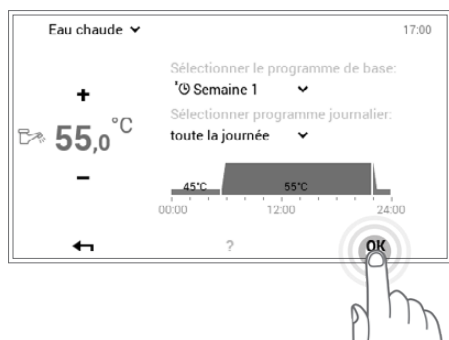 Eau chaude
17:00
Sélectionner le programme de base:
Semaine 1
+
55,0 °C
−
Sélectionner programme journalier:
toute la journée
45°C 55°C
00:00 12:00 24:00
? OK